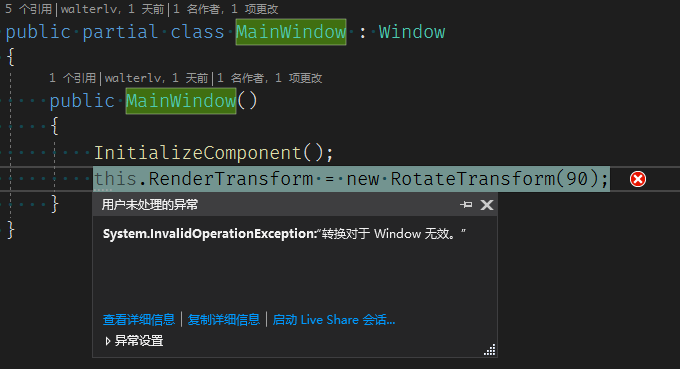 5 个引用|walterlv，1 天前|1 名作者，1 项更改
public partial class MainWindow : Window
{
1 个引用|walterlv，1 天前|1 名作者，1 项更改
public MainWindow()
{
InitializeComponent();
this.RenderTransform = new RotateTransform(90);
}
}
用户未处理的异常
System.InvalidOperationException:“转换对于 Window 无效。”
查看详细信息 | 复制详细信息 | 启动 Live Share 会话...
异常设置